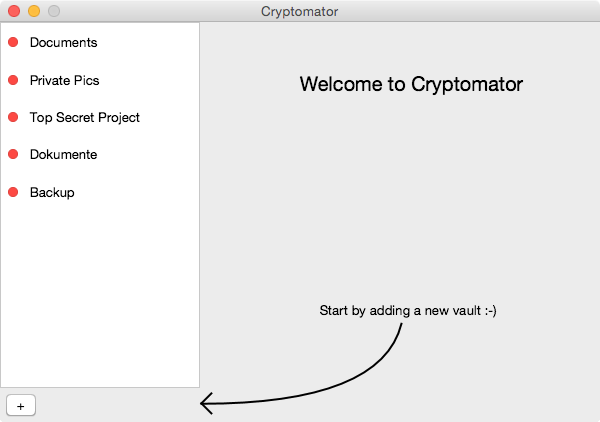 Cryptomator
Documents
Private Pics
Top Secret Project
Dokumente
Backup
Welcome to Cryptomator
Start by adding a new vault :-)
+